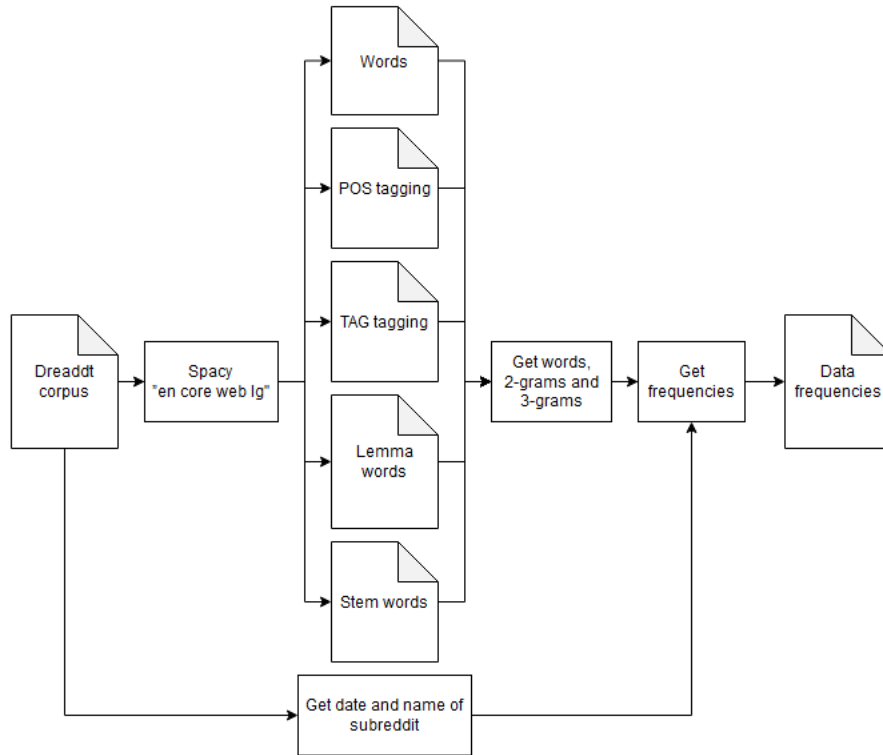 Words
POS tagging
TAG tagging
Dreaddt
corpus
Spacy
"en core web lg"
Get words,
2-grams and
3-grams
Get
frequencies
Data
frequencies
Lemma
words
Stem words
Get date and name of
subreddit